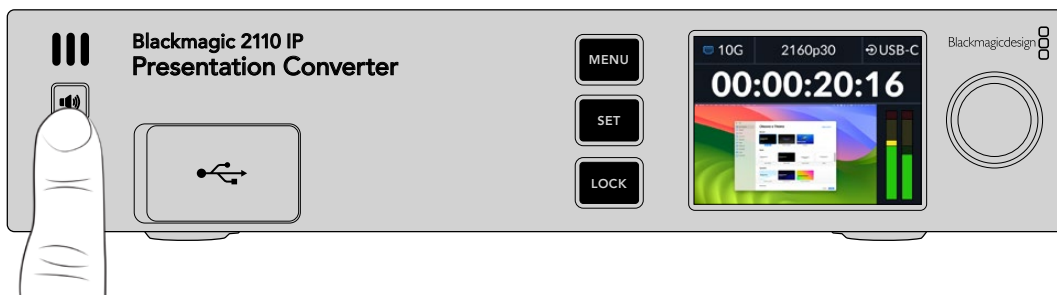 Blackmagic 2110 IP
Presentation Converter
MENU
SET
LOCK
10G 2160p30 USB-C
00:00:20:16
Blackmagicdesign